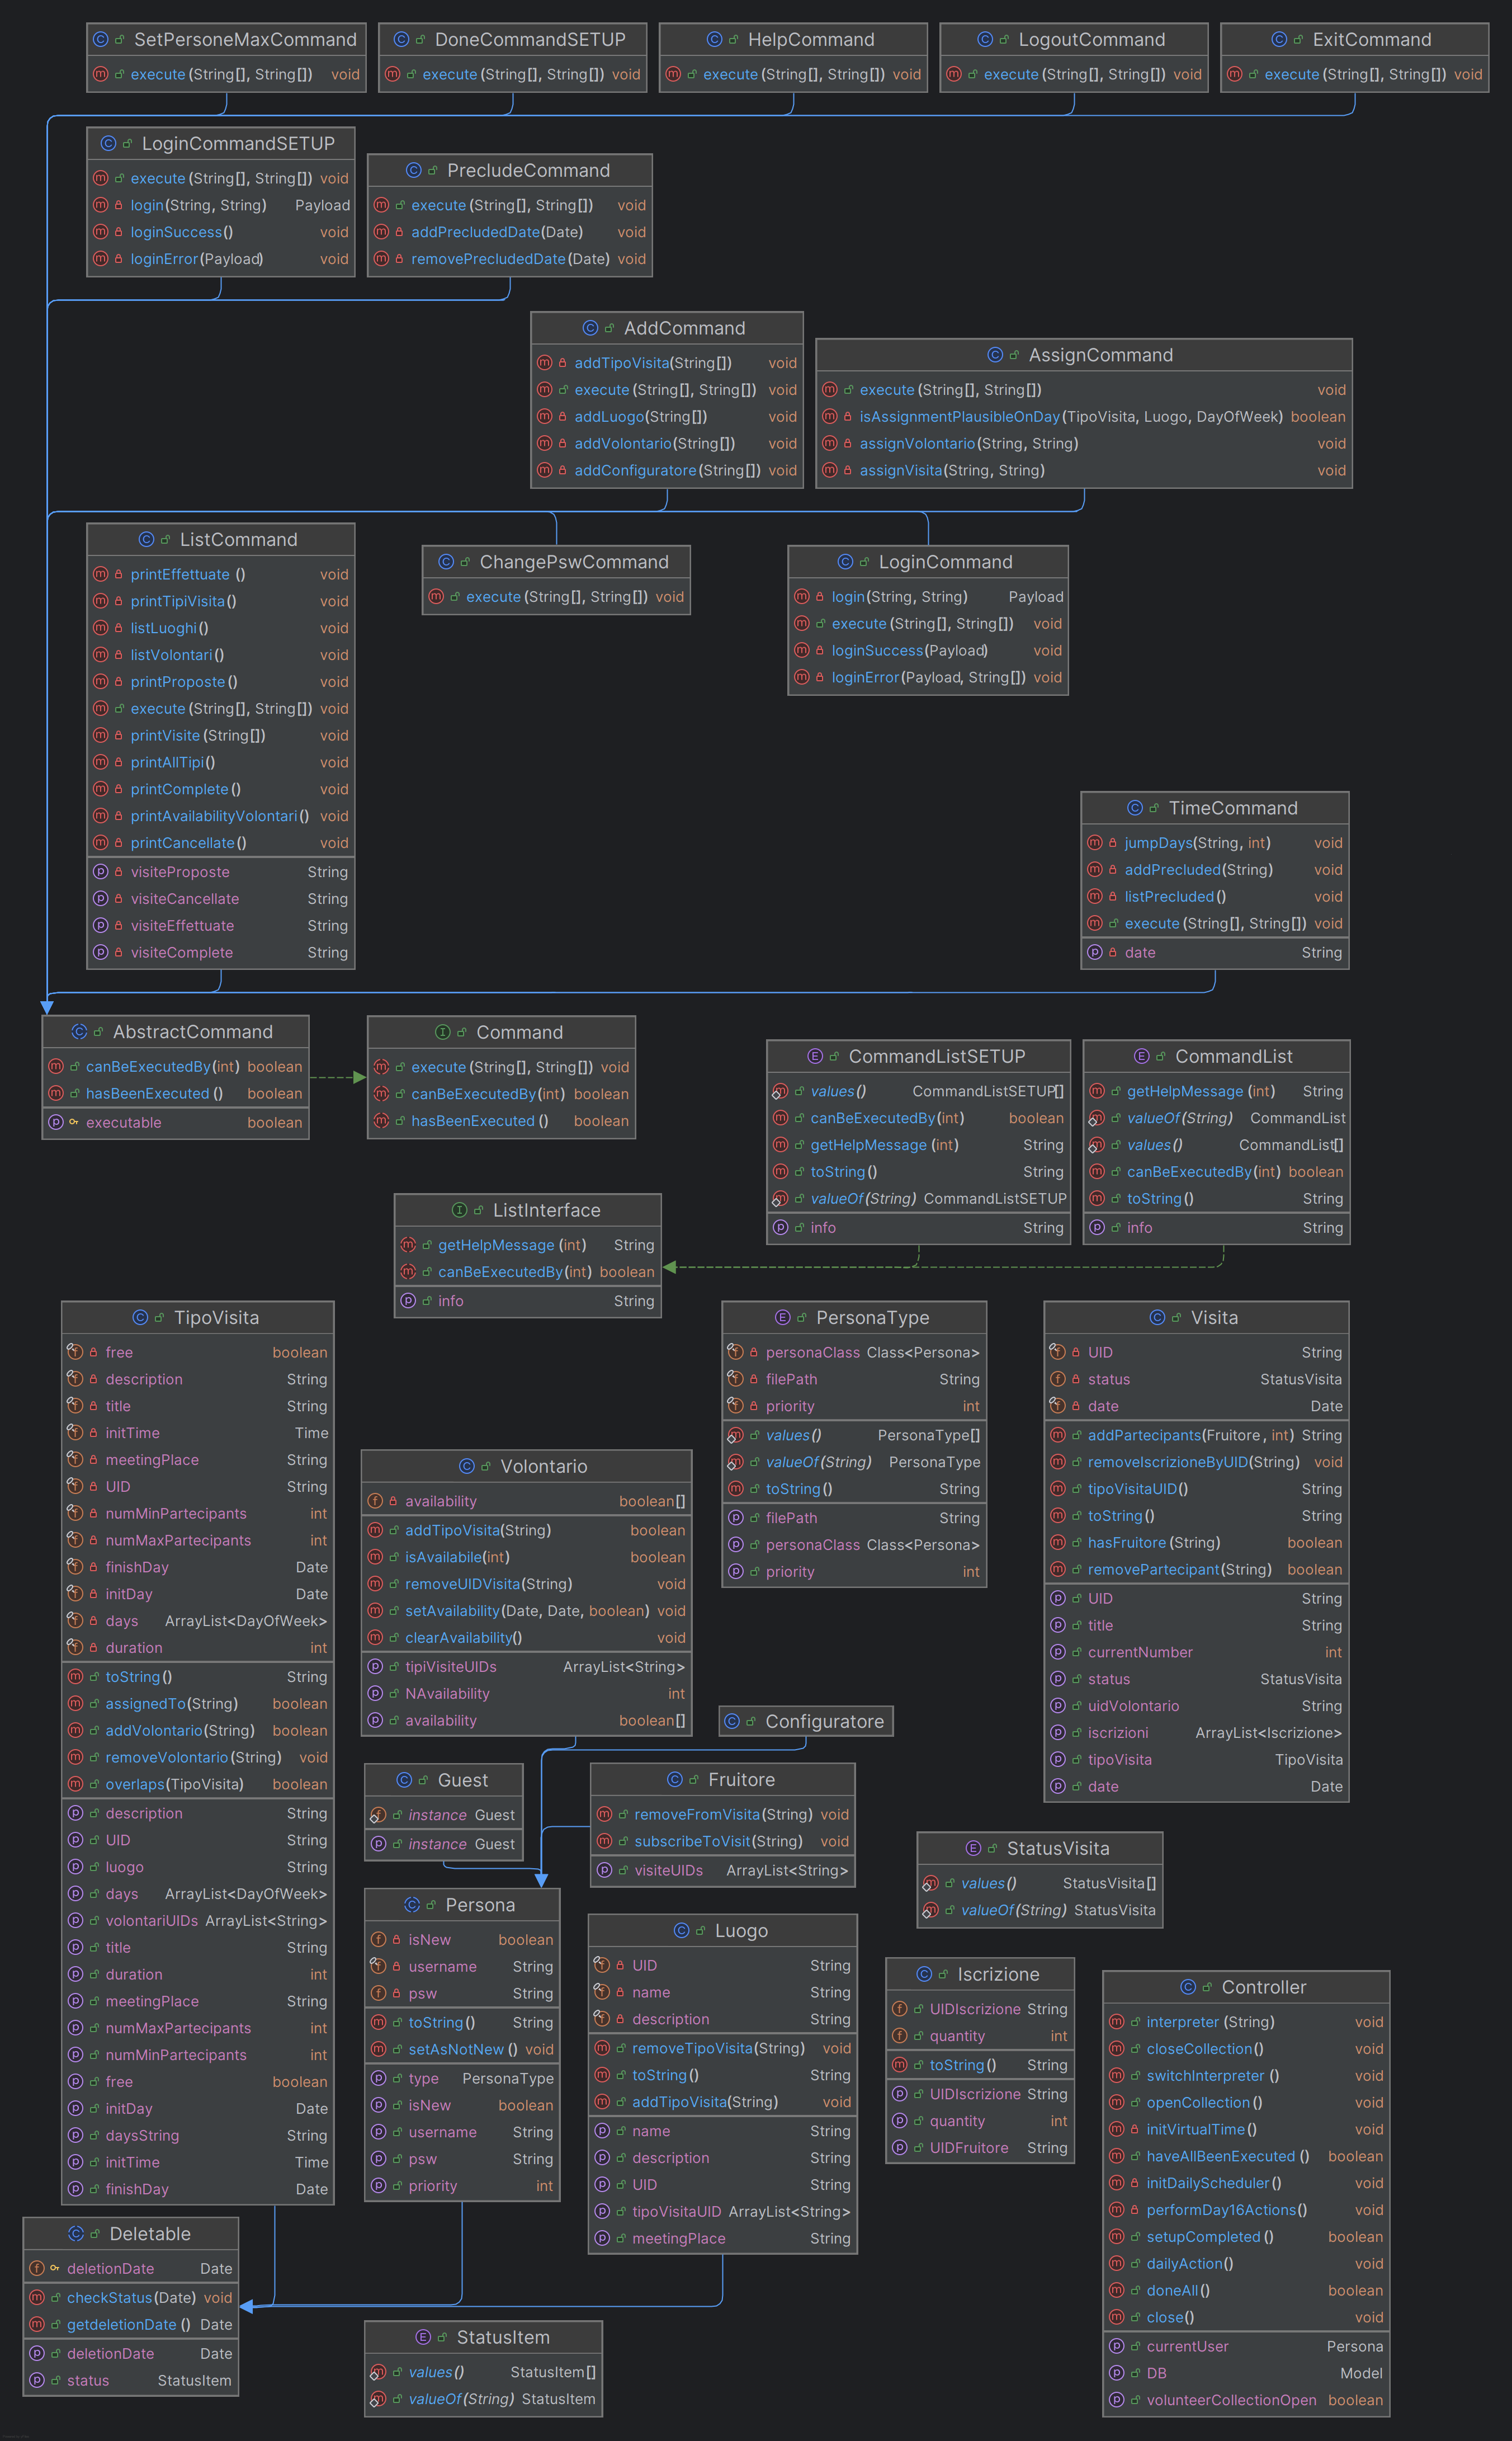 SetPersoneMaxCommand
execute(String[], String[]) void
DoneCommandSETUP
execute(String[], String[]) void
HelpCommand
execute(String[], String[]) void
LogoutCommand
execute(String[], String[]) void
ExitCommand
execute(String[], String[]) void
LoginCommandSETUP
execute(String[], String[]) void
login(String, String) Payload
loginSuccess() void
loginError(Payload) void
PrecludeCommand
execute(String[], String[]) void
addPrecludedDate(Date) void
removePrecludedDate(Date) void
AddCommand
addTipoVisita(String[]) void
execute(String[], String[]) void
addLuogo(String[]) void
addVolontario(String[]) void
addConfiguratore(String[]) void
AssignCommand
execute(String[], String[]) void
isAssignmentPlausibleOnDay(TipoVisita, Luogo, DayOfWeek) boolean
assignVolontario(String, String) void
assignVisita(String, String) void
ListCommand
printEffettuate() void
printTipiVisita() void
listLuoghi() void
listVolontari() void
printProposte() void
execute(String[], String[]) void
printVisite(String[]) void
printAllTipi() void
printComplete() void
printAvailabilityVolontari() void
printCancellate() void
visiteProposte String
visiteCancellate String
visiteEffettuate String
visiteComplete String
ChangePswCommand
execute(String[], String[]) void
LoginCommand
login(String, String) Payload
execute(String[], String[]) void
loginSuccess(Payload) void
loginError(Payload, String[]) void
TimeCommand
jumpDays(String, int) void
addPrecluded(String) void
listPrecluded() void
execute(String[], String[]) void
date String
AbstractCommand
canBeExecutedBy(int) boolean
hasBeenExecuted() boolean
executable boolean
Command
execute(String[], String[]) void
canBeExecutedBy(int) boolean
hasBeenExecuted() boolean
CommandListSETUP
values() CommandListSETUP[]
canBeExecutedBy(int) boolean
getHelpMessage(int) String
toString() String
valueOf(String) CommandListSETUP
info String
CommandList
getHelpMessage(int) String
valueOf(String) CommandList
values() CommandList[]
canBeExecutedBy(int) boolean
toString() String
info String
ListInterface
getHelpMessage(int) String
canBeExecutedBy(int) boolean
info String
TipoVisita
free boolean
description String
title String
initTime Time
meetingPlace String
UID String
numMinPartecipants int
numMaxPartecipants int
finishDay Date
initDay Date
days ArrayList<DayOfWeek>
duration int
toString() String
assignedTo(String) boolean
addVolontario(String) boolean
removeVolontario(String) void
overlaps(TipoVisita) boolean
description String
UID String
luogo String
days ArrayList<DayOfWeek>
volontariUIDs ArrayList<String>
title String
duration int
meetingPlace String
numMaxPartecipants int
numMinPartecipants int
free boolean
initDay Date
daysString String
initTime Time
finishDay Date
PersonaType
personaClass Class<Persona>
filePath String
priority int
values() PersonaType[]
valueOf(String) PersonaType
toString() String
filePath String
personaClass Class<Persona>
priority int
Visita
UID String
status StatusVisita
date Date
addPartecipants(Fruitore, int) String
removeIscrizioneByUID(String) void
tipoVisitaUID() String
toString() String
hasFruitore(String) boolean
removePartecipant(String) boolean
UID String
title String
currentNumber int
status StatusVisita
uidVolontario String
iscrizioni ArrayList<Iscrizione>
tipoVisita TipoVisita
date Date
Volontario
availability boolean[]
addTipoVisita(String) boolean
isAvailabile(int) boolean
removeUIDVisita(String) void
setAvailability(Date, Date, boolean) void
clearAvailability() void
tipiVisiteUIDs ArrayList<String>
NAvailability int
availability boolean[]
Configuratore
Guest
instance Guest
instance Guest
Fruitore
removeFromVisita(String) void
subscribeToVisit(String) void
visiteUIDs ArrayList<String>
StatusVisita
values() StatusVisita[]
valueOf(String) StatusVisita
Persona
isNew boolean
username String
psw String
toString() String
setAsNotNew() void
type PersonaType
isNew boolean
username String
psw String
priority int
Luogo
UID String
name String
description String
removeTipoVisita(String) void
toString() String
addTipoVisita(String) void
name String
description String
UID String
tipoVisitaUID ArrayList<String>
meetingPlace String
Iscrizione
UIDIscrizione String
quantity int
toString() String
UIDIscrizione String
quantity int
UIDFruitore String
Controller
interpreter(String) void
closeCollection() void
switchInterpreter() void
openCollection() void
initVirtualTime() void
haveAllBeenExecuted() boolean
initDailyScheduler() void
performDay16Actions() void
setupCompleted() boolean
dailyAction() void
doneAll() boolean
close() void
currentUser Persona
DB Model
volunteerCollectionOpen boolean
Deletable
deletionDate Date
checkStatus(Date) void
getdeletionDate() Date
deletionDate Date
status StatusItem
StatusItem
values() StatusItem[]
valueOf(String) StatusItem